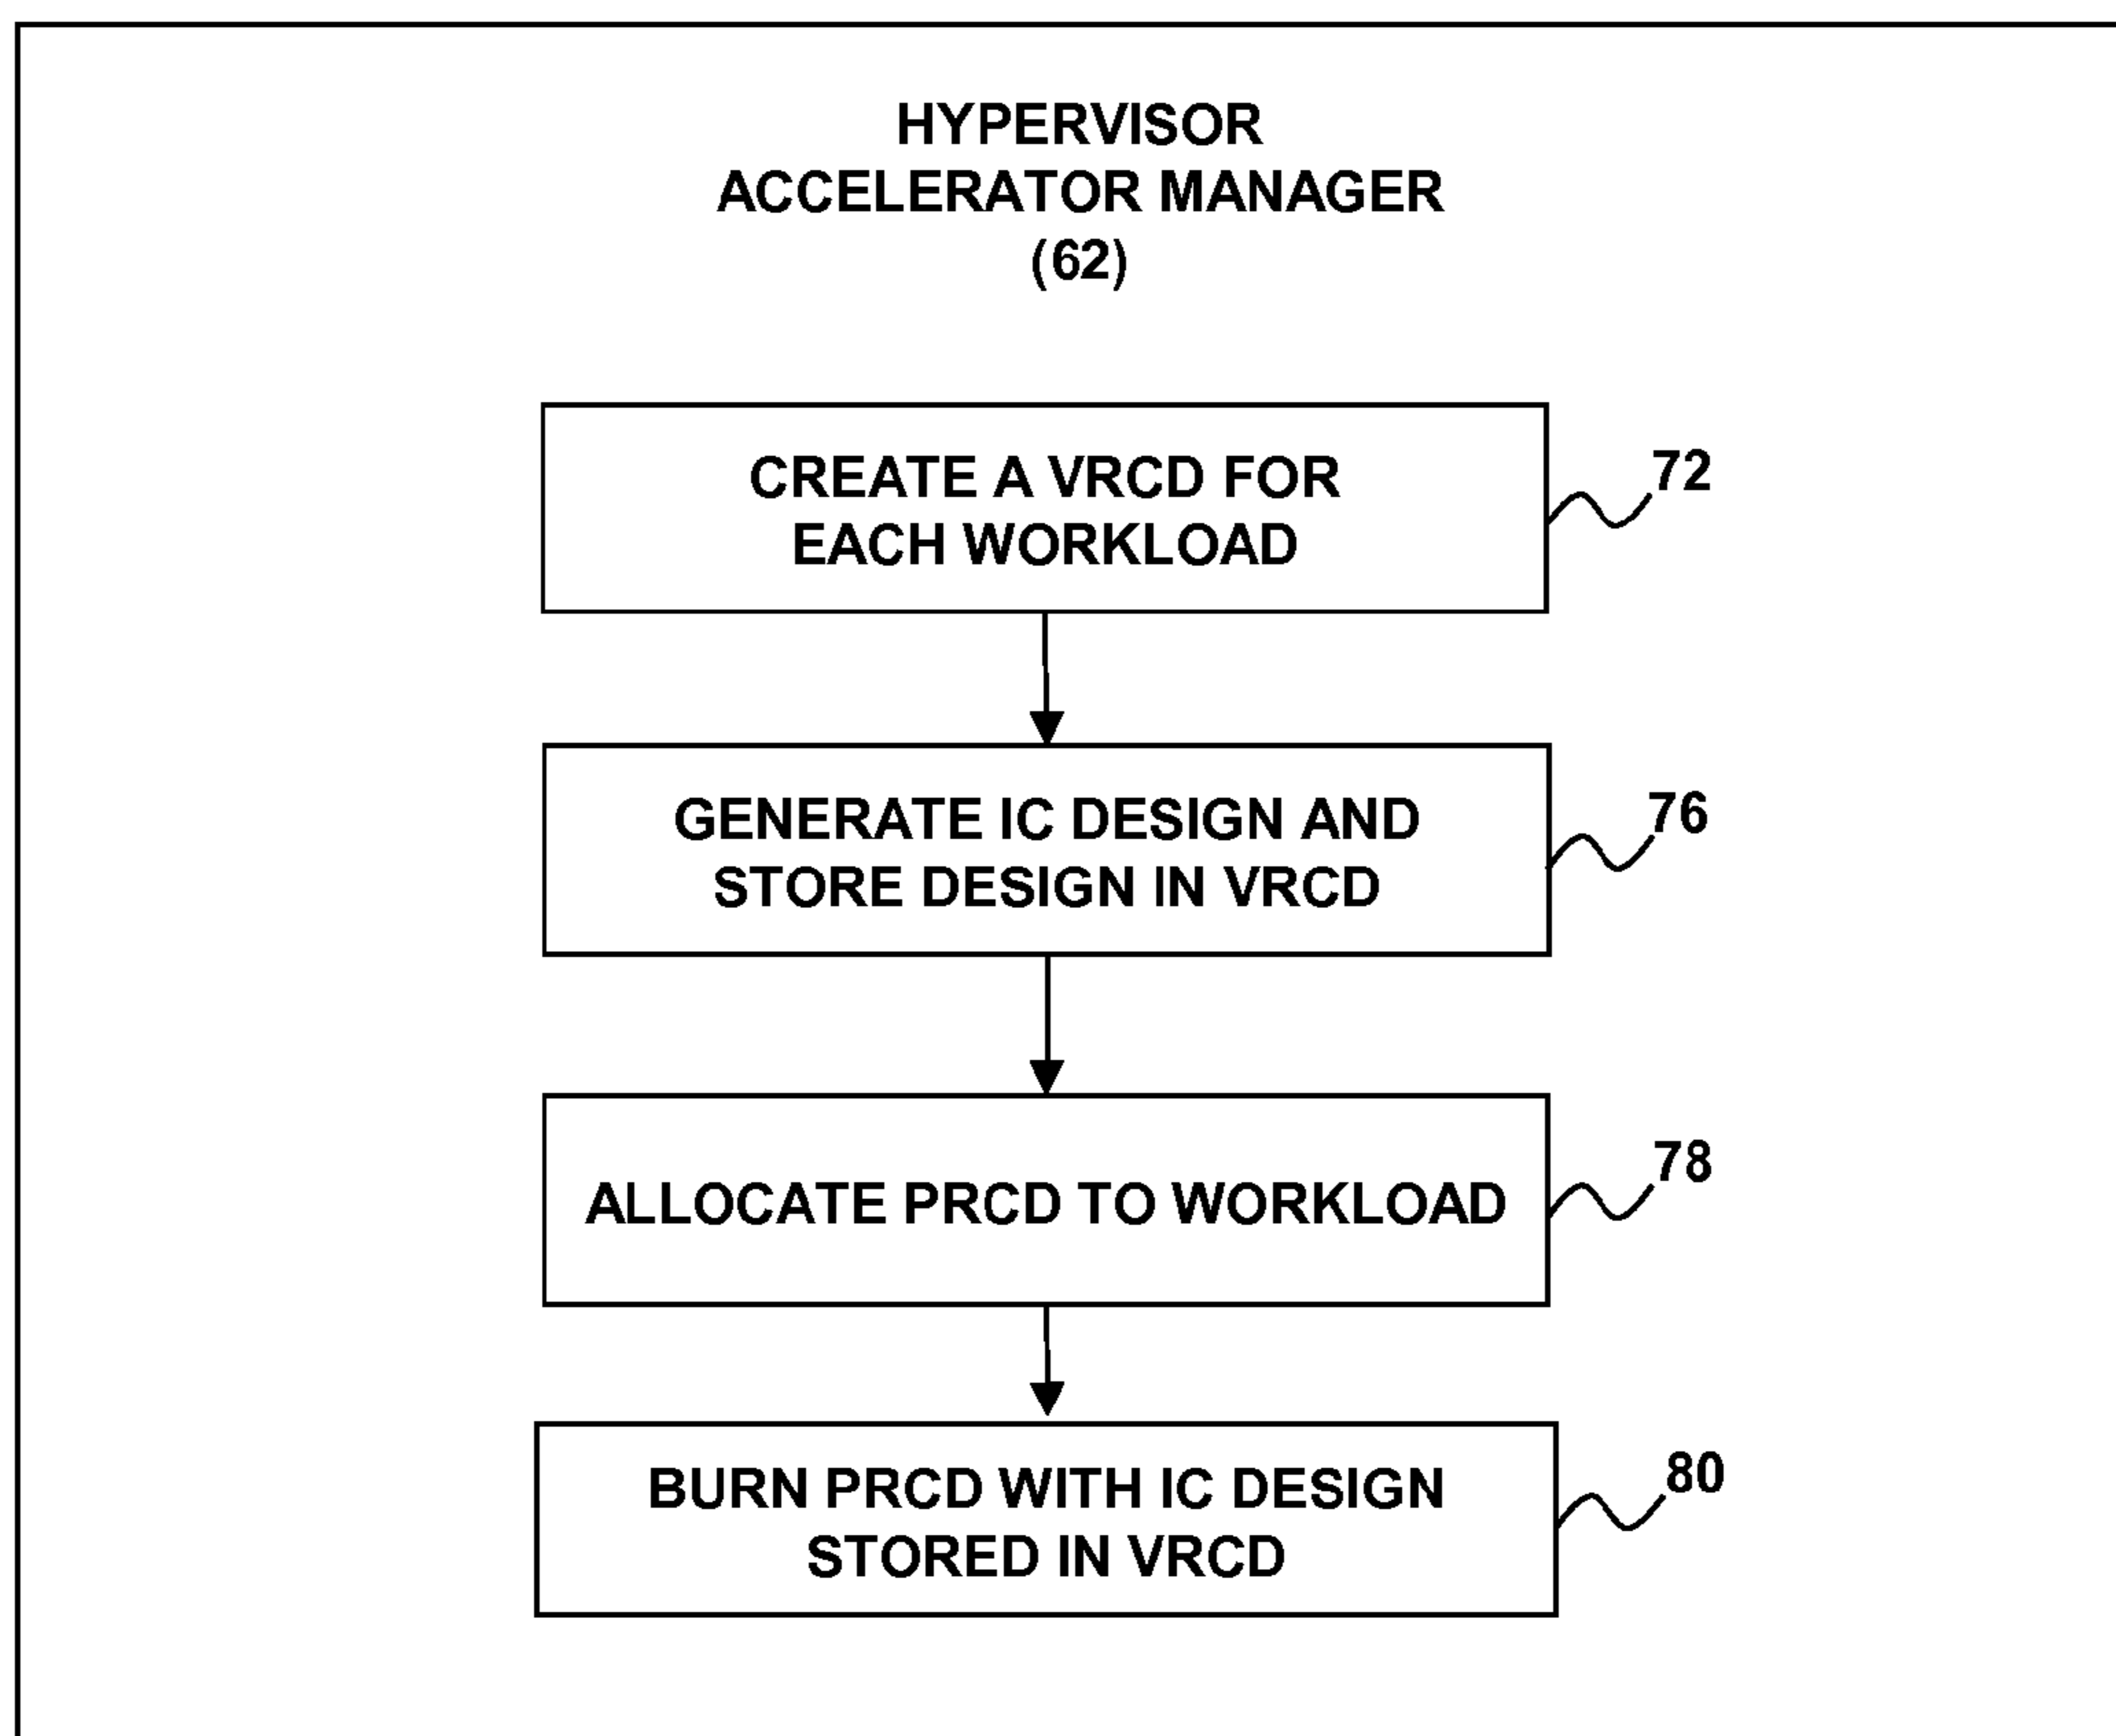 HYPERVISOR
ACCELERATOR MANAGER
(62)
CREATE A VRCD FOR
EACH WORKLOAD
72
GENERATE IC DESIGN AND
STORE DESIGN IN VRCD
76
ALLOCATE PRCD TO WORKLOAD
78
BURN PRCD WITH IC DESIGN
STORED IN VRCD
80